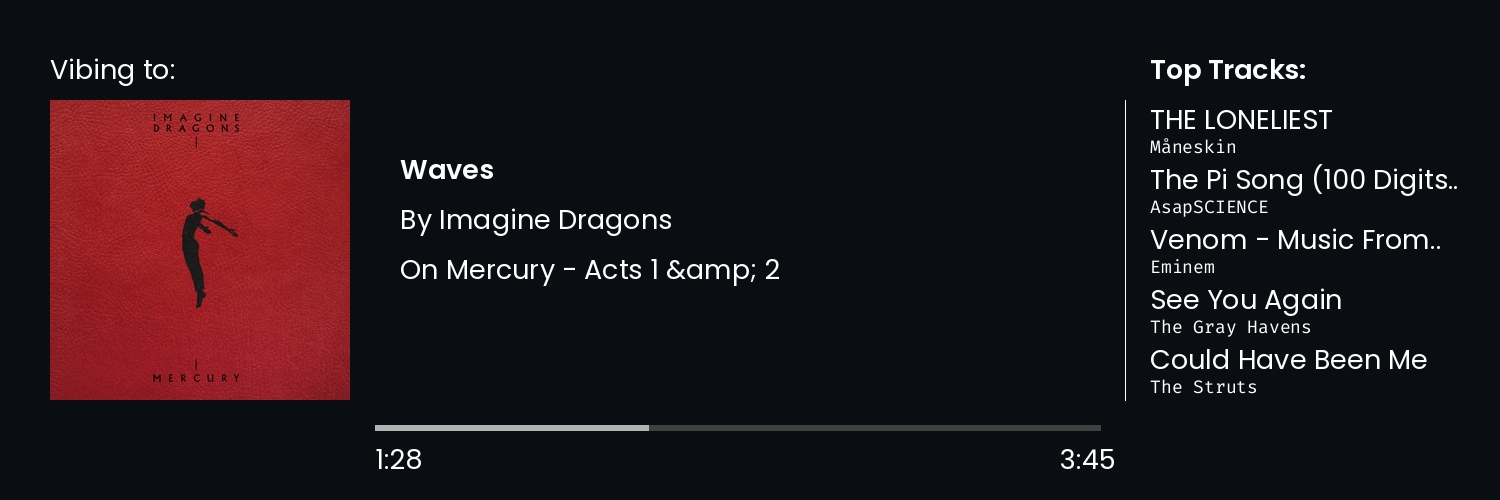 Vibing to:
IMAGINE
DRAGONS
MERCURY
Waves
By Imagine Dragons
On Mercury - Acts 1 &amp; 2
1:28
3:45
Top Tracks:
THE LONELIEST
Måneskin
The Pi Song (100 Digits..
AsapSCIENCE
Venom - Music From..
Eminem
See You Again
The Gray Havens
Could Have Been Me
The Struts